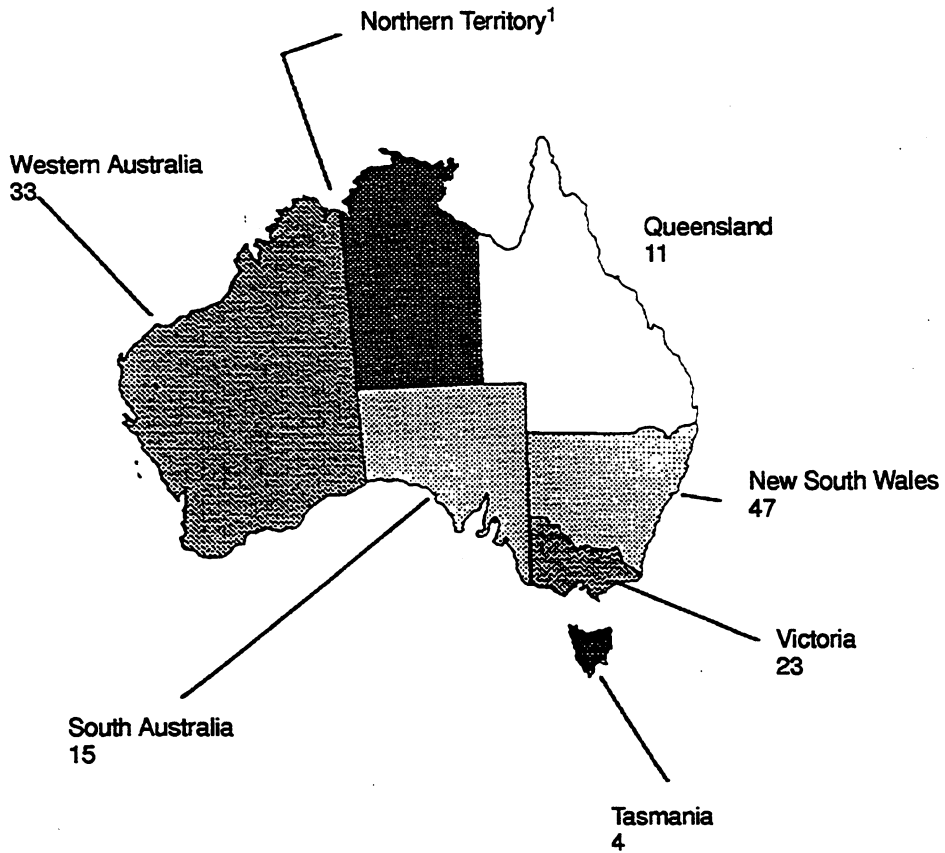 Northern Territory¹
Western Australia
33
Queensland
11
New South Wales
47
Victoria
23
South Australia
15
Tasmania
4